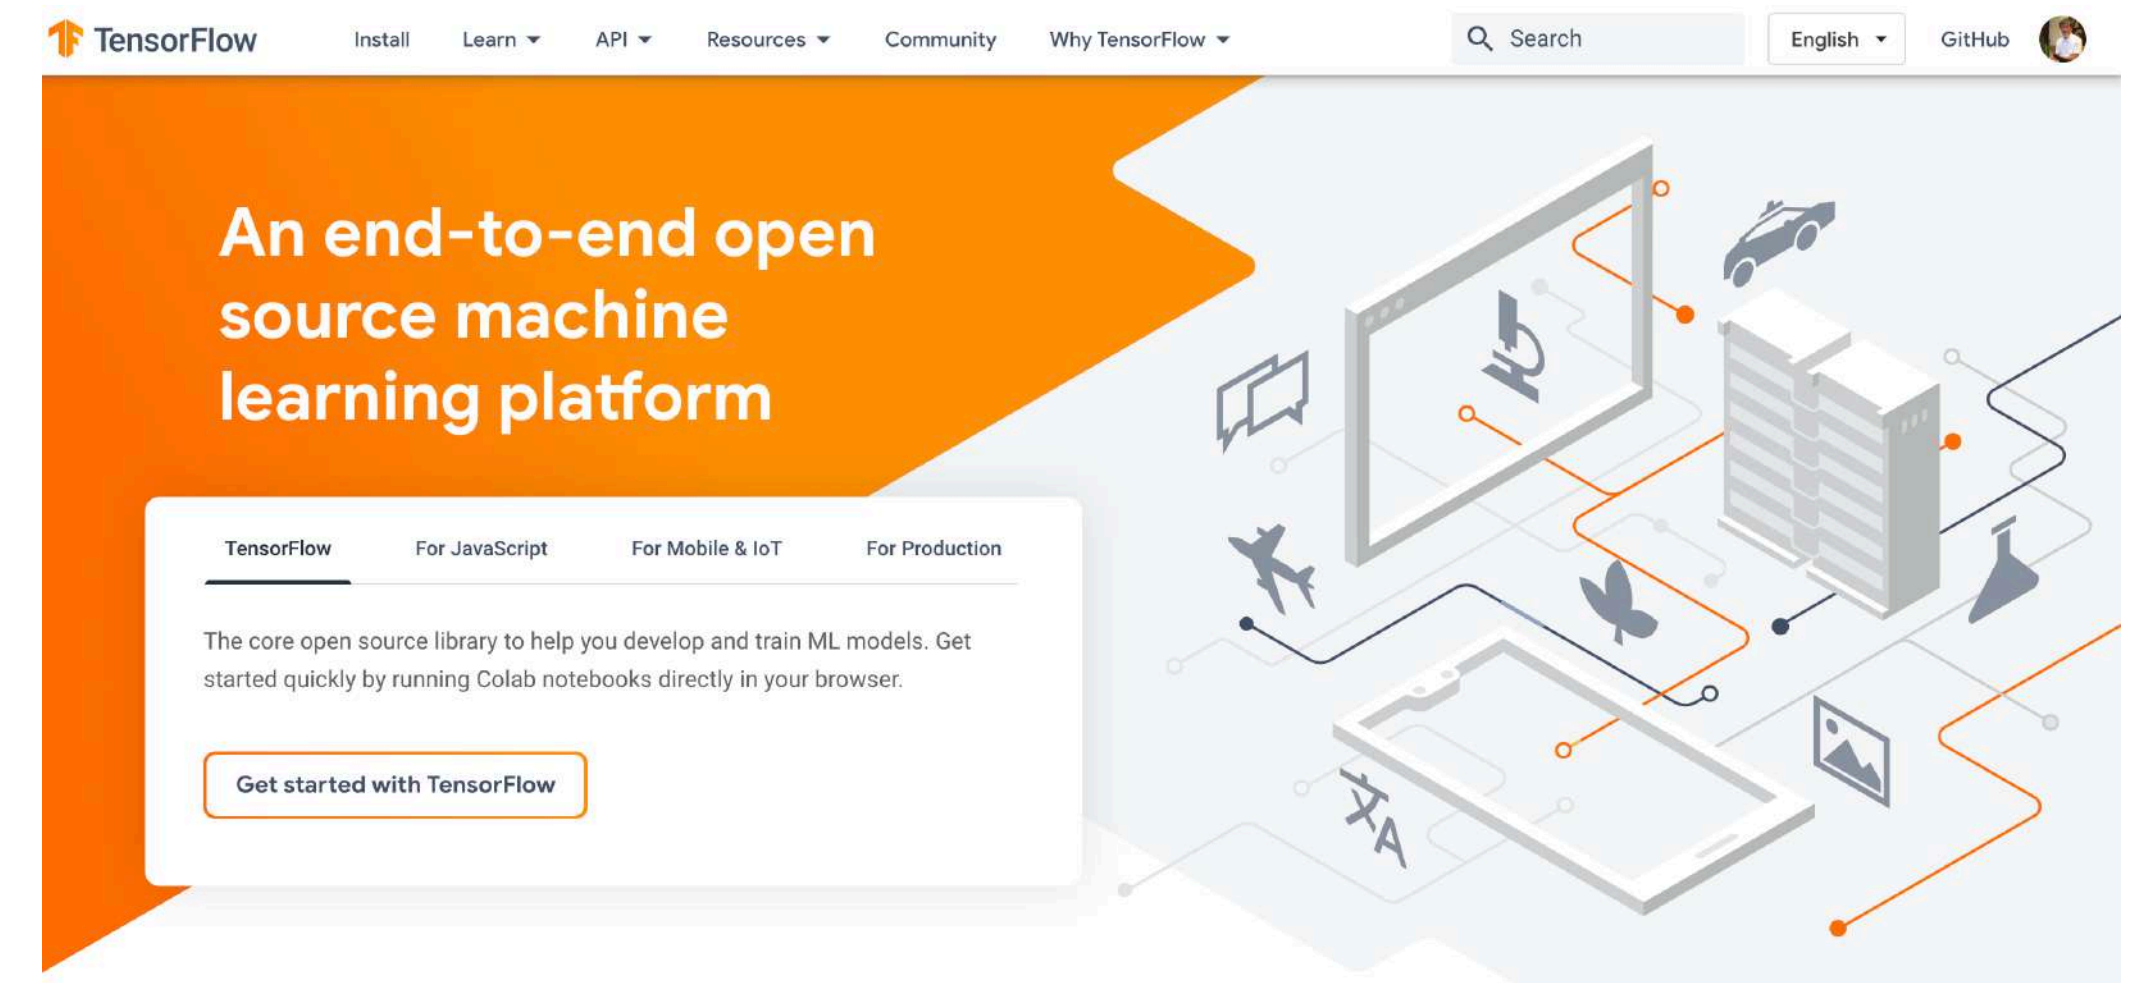 TensorFlow Install Learn API Resources Community Why TensorFlow Search English GitHub
An end-to-end open
source machine
learning platform
TensorFlow For JavaScript For Mobile & IoT For Production
The core open source library to help you develop and train ML models. Get
started quickly by running Colab notebooks directly in your browser.
Get started with TensorFlow
文A